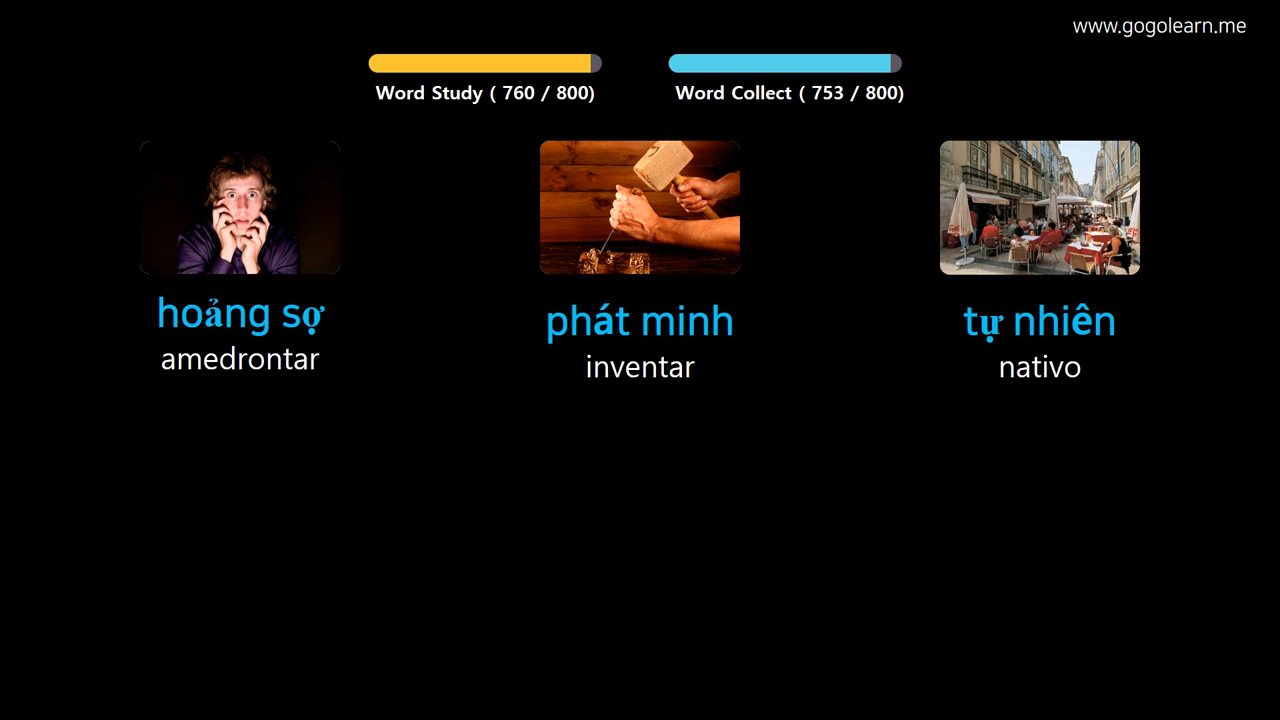 www.gogolearn.me
Word Study ( 760 / 800)
Word Collect ( 753 / 800)
hoảng sợ
amedrontar
phát minh
inventar
tự nhiên
nativo